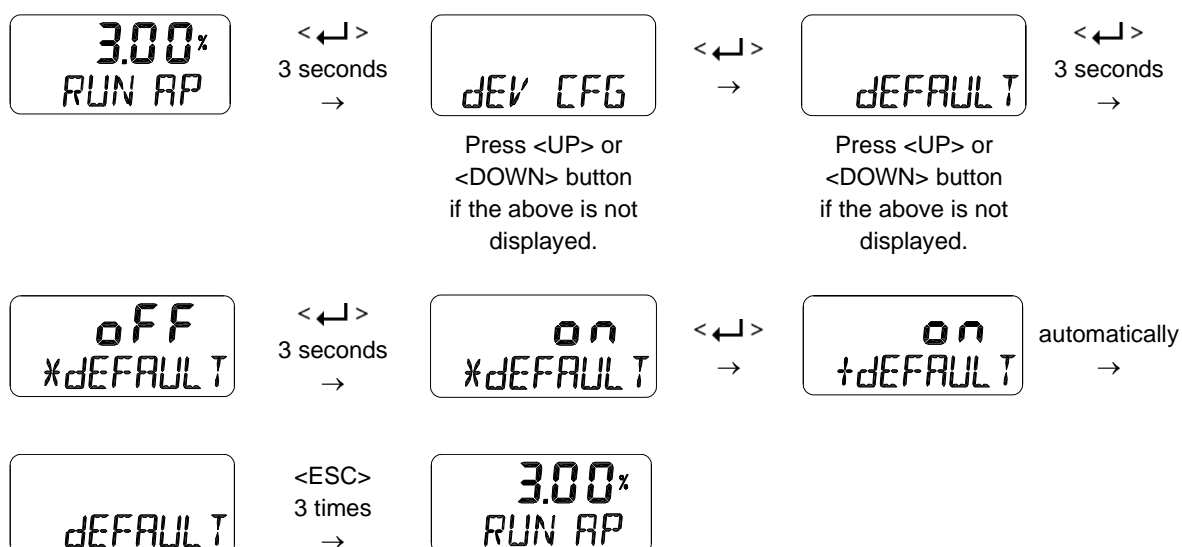 3.00%
RUN AP
<↵>
3 seconds
→
dEV CFG
Press <UP> or
<DOWN> button
if the above is not
displayed.
<↵>
→
dEFAULT
Press <UP> or
<DOWN> button
if the above is not
displayed.
<↵>
3 seconds
→
oFF
*dEFAULT
<↵>
3 seconds
→
on
*dEFAULT
<↵>
→
on
+dEFAULT
automatically
→
dEFAULT
<ESC>
3 times
→
3.00%
RUN AP